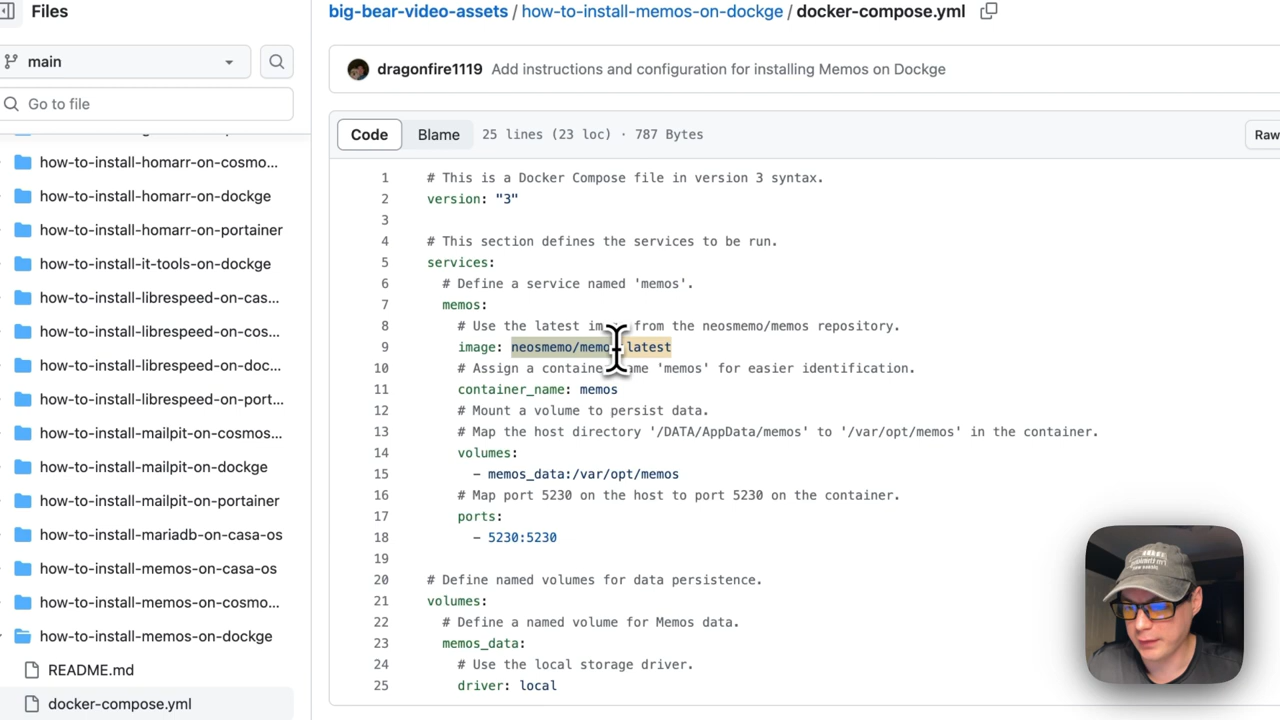 Files
main
Go to file
how-to-install-homarr-on-cosmo...
how-to-install-homarr-on-dockge
how-to-install-homarr-on-portainer
how-to-install-it-tools-on-dockge
how-to-install-librespeed-on-cas...
how-to-install-librespeed-on-cos...
how-to-install-librespeed-on-doc...
how-to-install-librespeed-on-port...
how-to-install-mailpit-on-cosmos...
how-to-install-mailpit-on-dockge
how-to-install-mailpit-on-portainer
how-to-install-mariadb-on-casa-os
how-to-install-memos-on-casa-os
how-to-install-memos-on-cosmo...
how-to-install-memos-on-dockge
README.md
docker-compose.yml
big-bear-video-assets / how-to-install-memos-on-dockge / docker-compose.yml
dragonfire1119 Add instructions and configuration for installing Memos on Dockge
Code Blame 25 lines (23 loc) · 787 Bytes Raw
1 # This is a Docker Compose file in version 3 syntax.
2 version: "3"
3
4 # This section defines the services to be run.
5 services:
6 # Define a service named 'memos'.
7 memos:
8 # Use the latest from the neosmemo/memos repository.
9 image: neosmemo/memo latest
10 # Assign a container 'memos' for easier identification.
11 container_name: memos
12 # Mount a volume to persist data.
13 # Map the host directory '/DATA/AppData/memos' to '/var/opt/memos' in the container.
14 volumes:
15 - memos_data:/var/opt/memos
16 # Map port 5230 on the host to port 5230 on the container.
17 ports:
18 - 5230:5230
19
20 # Define named volumes for data persistence.
21 volumes:
22 # Define a named volume for Memos data.
23 memos_data:
24 # Use the local storage driver.
25 driver: local